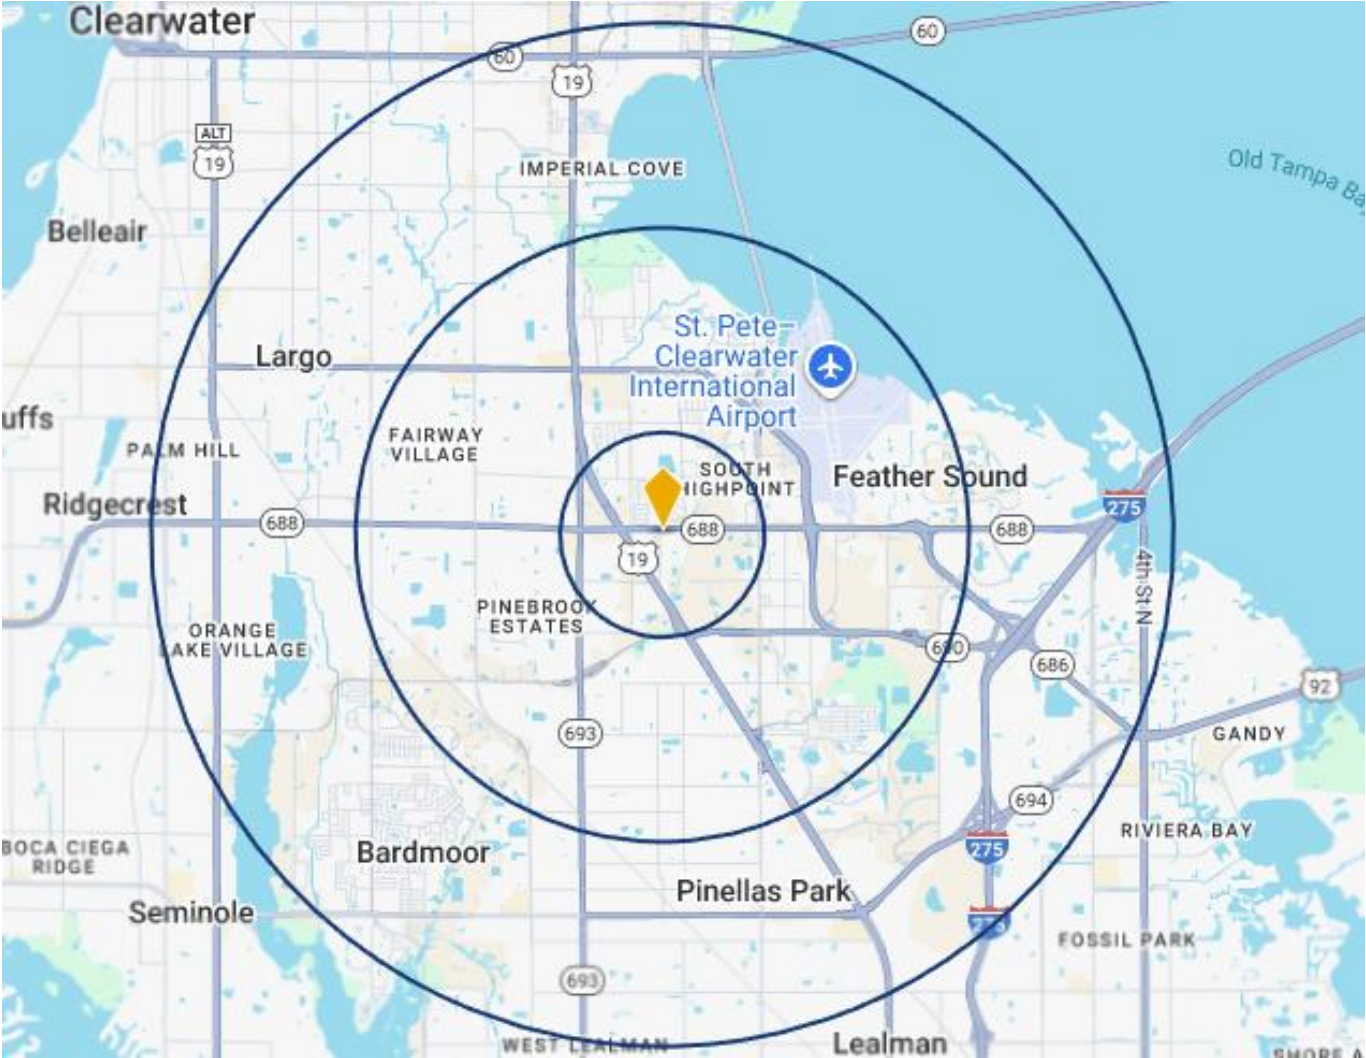 Clearwater
60
60
19
ALT
19
IMPERIAL COVE
Old Tampa Ba
Belleair
St. Pete–
Clearwater
International
Airport
Largo
uffs
FAIRWAY
VILLAGE
PALM HILL
SOUTH
HIGHPOINT
Feather Sound
Ridgecrest
275
688
688
688
19
4th St N
PINEBROOK
ESTATES
ORANGE
LAKE VILLAGE
690
686
92
693
GANDY
694
RIVIERA BAY
BOCA CIEGA
RIDGE
Bardmoor
275
Pinellas Park
Seminole
275
FOSSIL PARK
693
WEST LEALMAN
Lealman